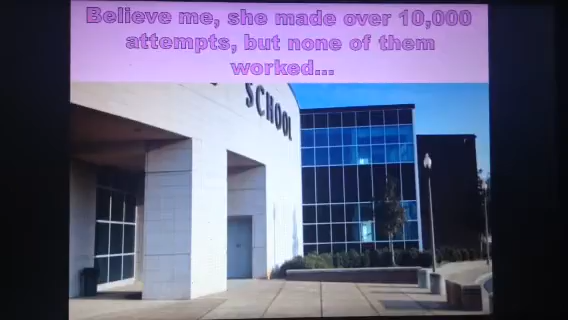 Believe me, she made over 10,000
attempts, but none of them
worked...
SCHOOL